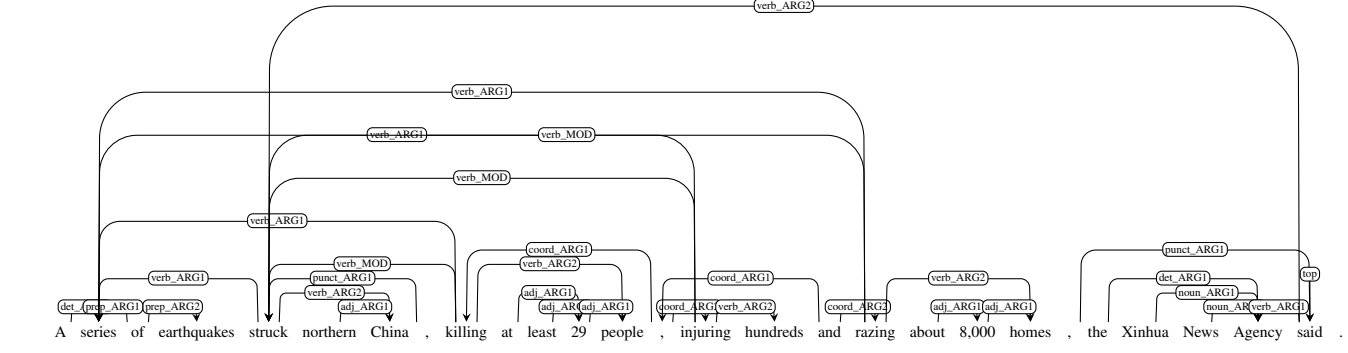 verb_ARG2
verb_ARG1
verb_ARG1 verb_MOD
verb_MOD
verb_ARG1
coord_ARG1 punct_ARG1
verb_MOD verb_ARG2
verb_ARG1 punct_ARG1 coord_ARG1 verb_ARG2 det_ARG1 top
verb_ARG2 adj_ARG1 noun_ARG1
prep_ARG1 prep_ARG2 adj_ARG1 adj_ARG1 coord_ARG1 verb_ARG2 coord_ARG2 adj_ARG1 adj_ARG1 verb_ARG1
A series of earthquakes struck northern China , killing at least 29 people , injuring hundreds and razing about 8,000 homes , the Xinhua News Agency said .